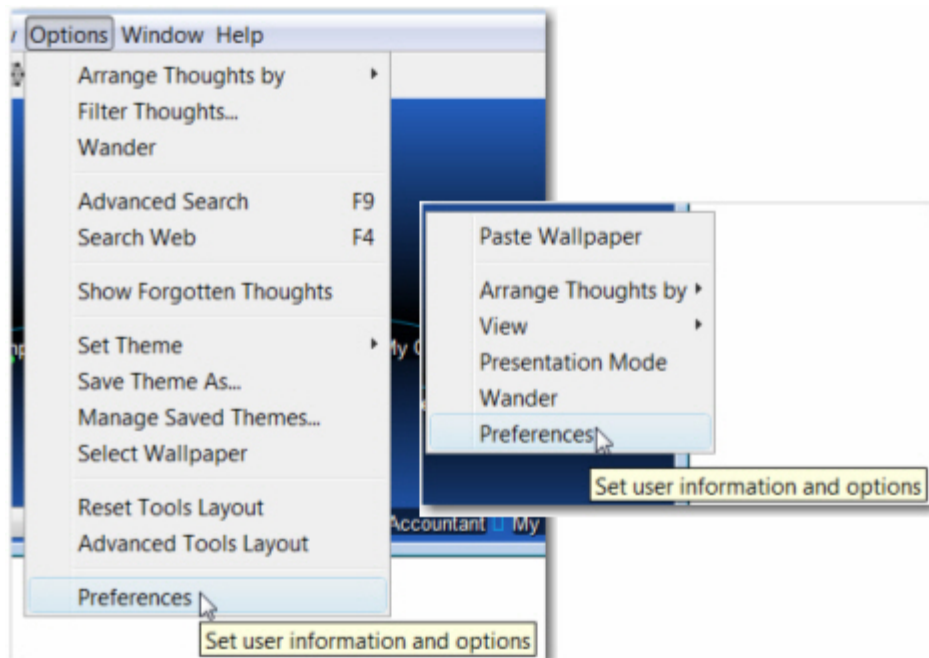 Options Window Help
Arrange Thoughts by
Filter Thoughts...
Wander
Advanced Search F9
Search Web F4
Show Forgotten Thoughts
Set Theme
Save Theme As...
Manage Saved Themes...
Select Wallpaper
Reset Tools Layout
Advanced Tools Layout
Preferences
Set user information and options
My
Accountant My
Paste Wallpaper
Arrange Thoughts by
View
Presentation Mode
Wander
Preferences
Set user information and options